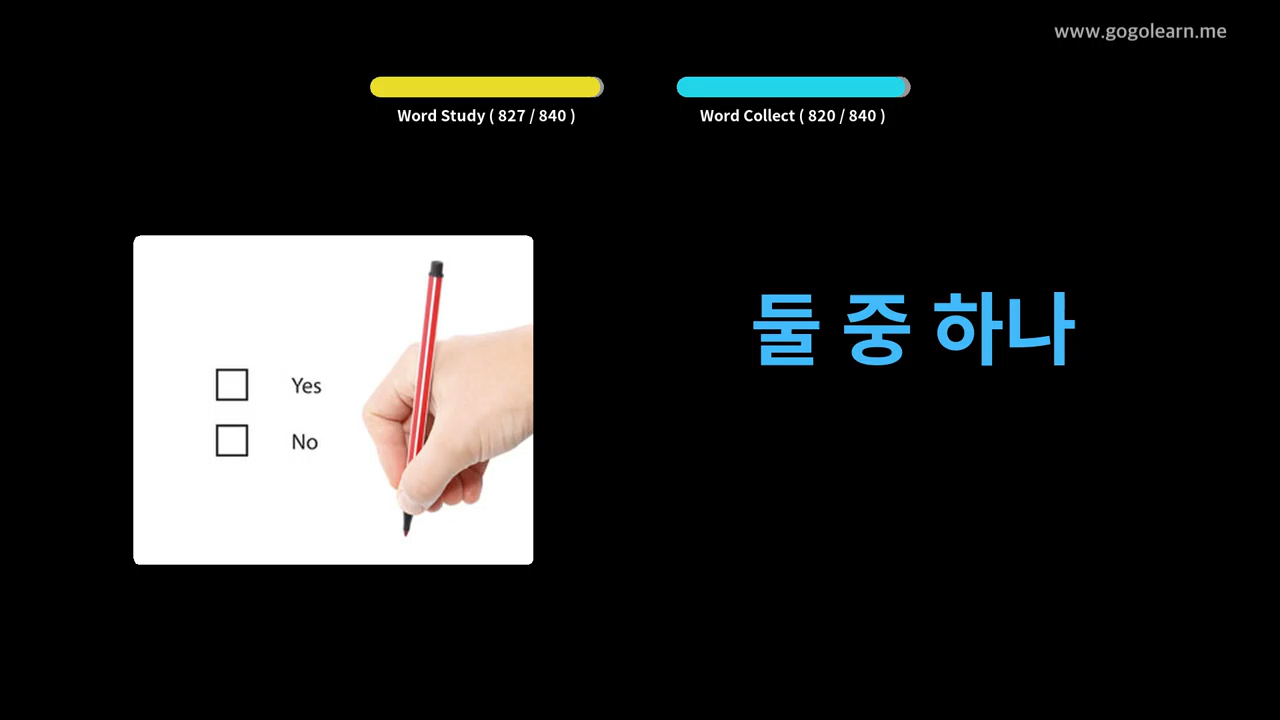 www.gogolearn.me
Word Study ( 827 / 840 )
Word Collect ( 820 / 840 )
둘 중 하나
Yes
No